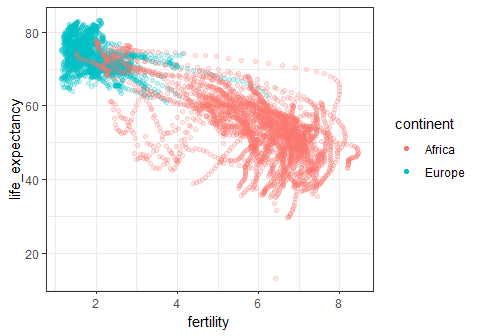 80
60
40
20
life_expectancy
2 4 6 8
fertility
continent
Africa
Europe